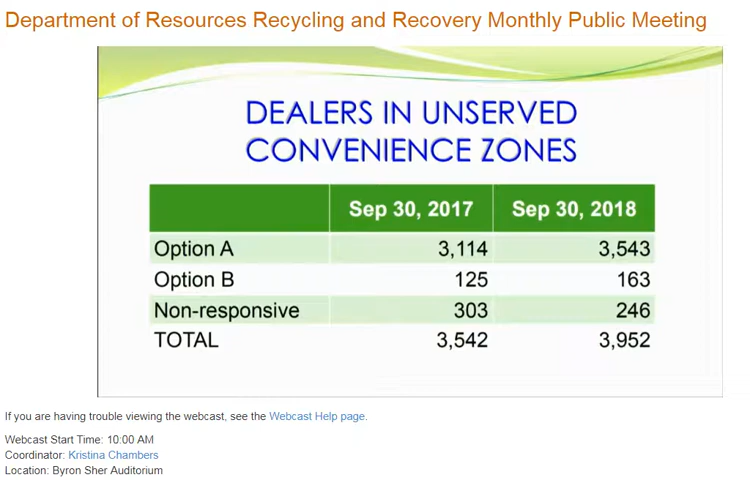 Department of Resources Recycling and Recovery Monthly Public Meeting
DEALERS IN UNSERVED
CONVENIENCE ZONES
Sep 30, 2017 Sep 30, 2018
Option A 3,114 3,543
Option B 125 163
Non-responsive 303 246
TOTAL 3,542 3,952
If you are having trouble viewing the webcast, see the Webcast Help page.
Webcast Start Time: 10:00 AM
Coordinator: Kristina Chambers
Location: Byron Sher Auditorium